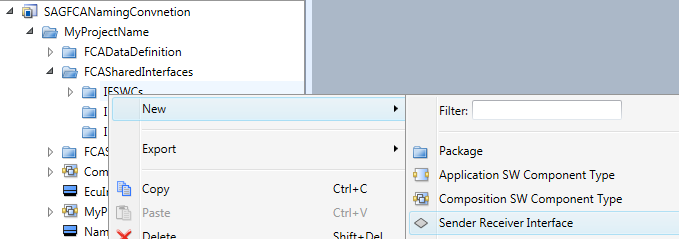 SAGFCANamingConvnetion
MyProjectName
FCADataDefinition
FCASharedInterfaces
IFSWCs
I
I
FCAS
Com
EcuIn
MyP
Nam
New
Export
Copy Ctrl+C
Paste Ctrl+V
Delete Shift+Del
Filter:
Package
Application SW Component Type
Composition SW Component Type
Sender Receiver Interface